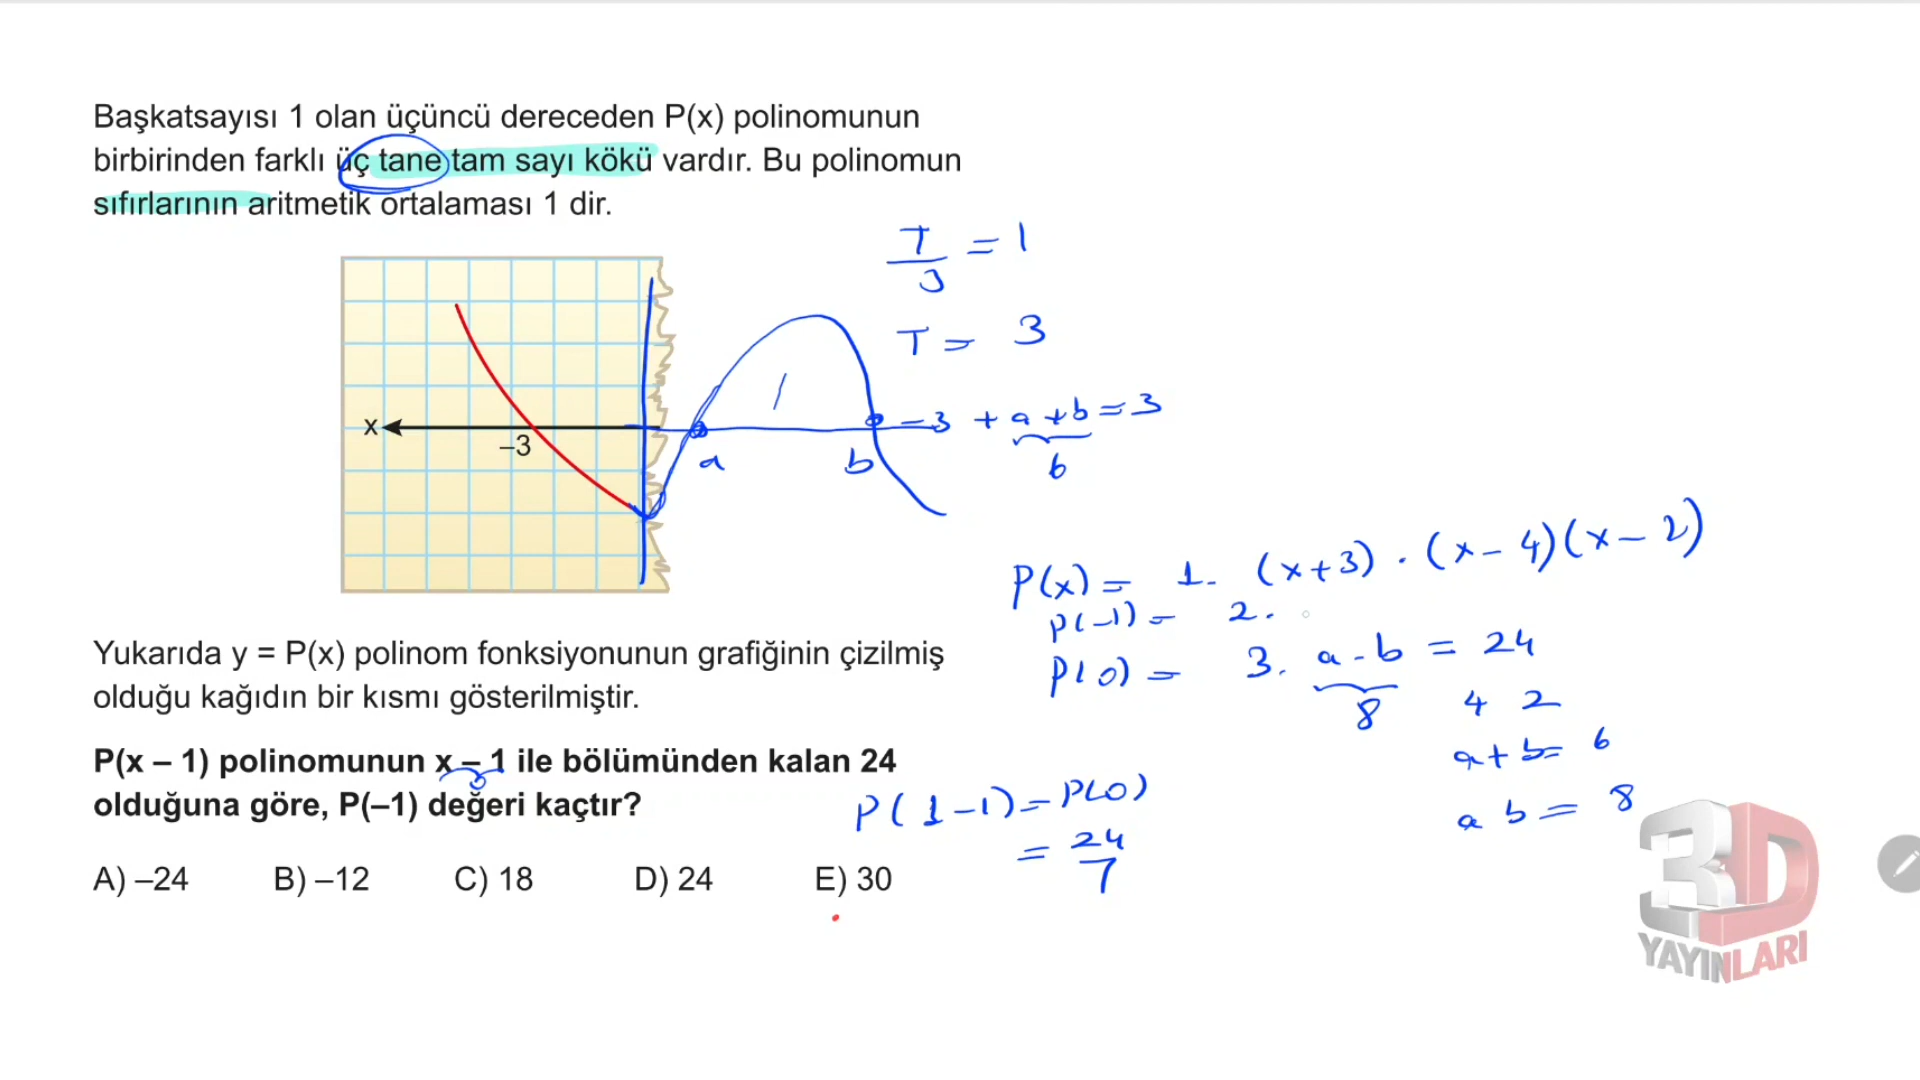 Başkatsayısı 1 olan üçüncü dereceden P(x) polinomunun
birbirinden farklı üç tane tam sayı kökü vardır. Bu polinomun
sıfırlarının aritmetik ortalaması 1 dir.
T/3 = 1
T = 3
x
–3
a
b
–3 + a + b = 3
6
P(x) = 1. (x+3) . (x–4)(x–2)
P(–1) = 2.
P(0) = 3. a.b = 24
8
4 2
a+b= 6
a b = 8
Yukarıda y = P(x) polinom fonksiyonunun grafiğinin çizilmiş
olduğu kağıdın bir kısmı gösterilmiştir.
P(x – 1) polinomunun x – 1 ile bölümünden kalan 24
olduğuna göre, P(–1) değeri kaçtır?
P(1–1)=P(0)
= 24
A) –24 B) –12 C) 18 D) 24 E) 30
3D
YAYINLARI